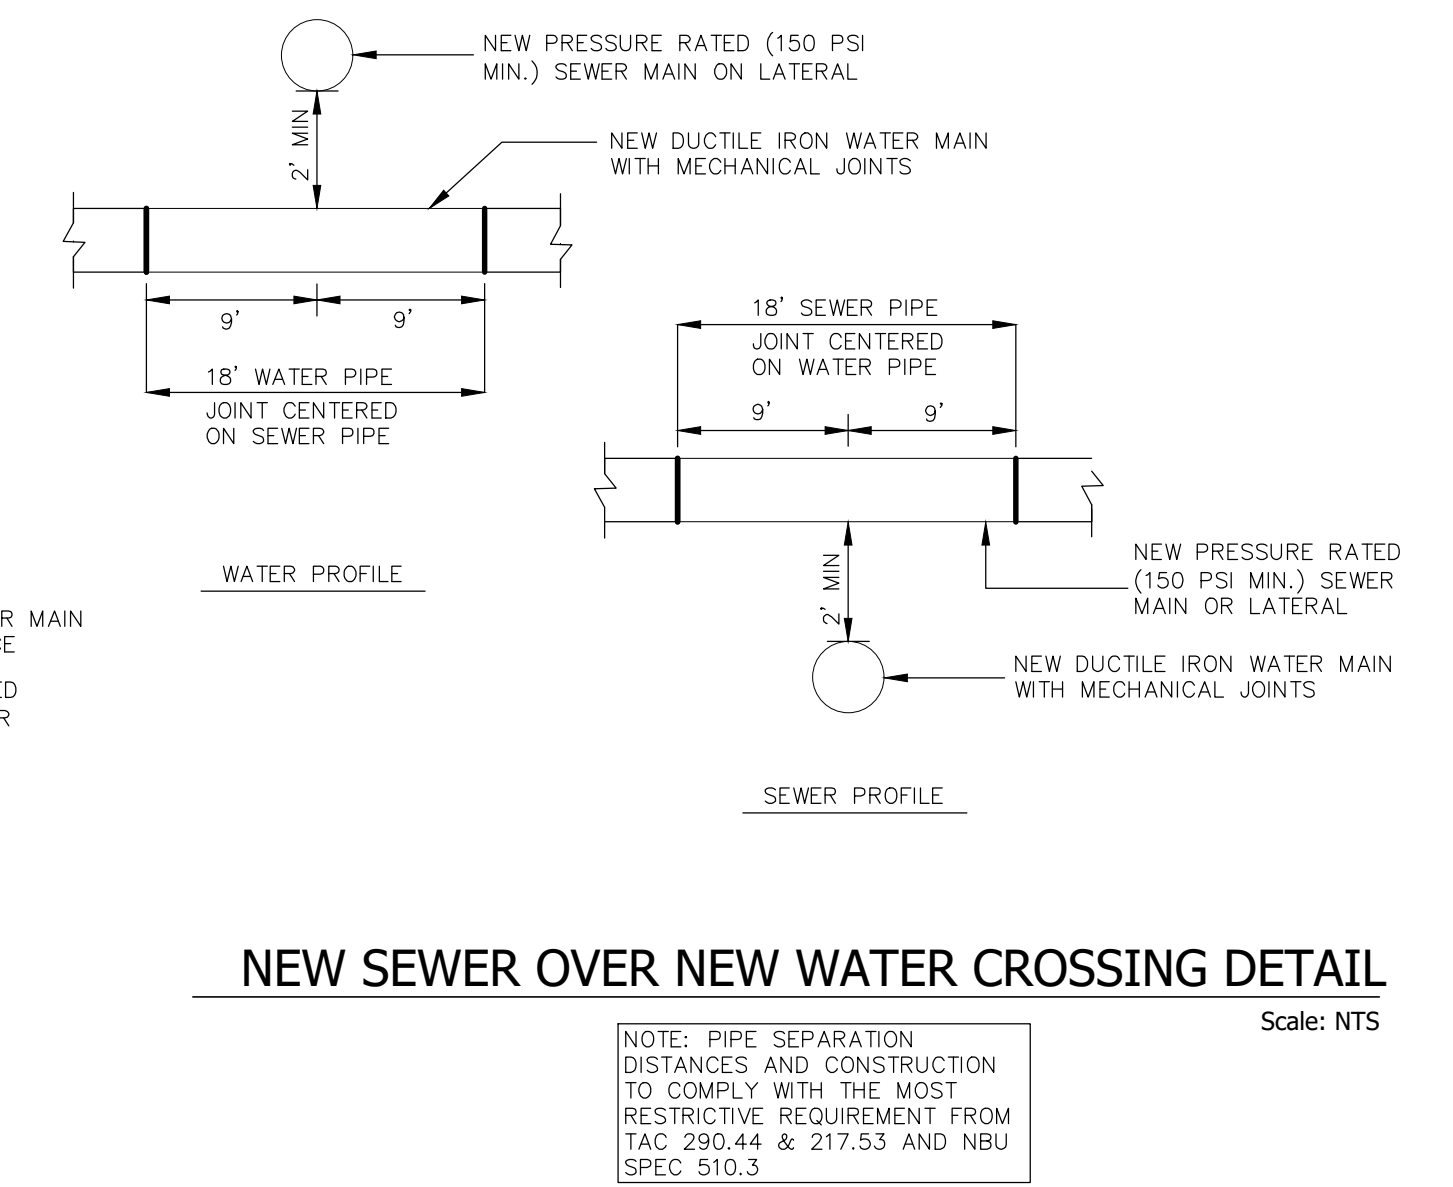 NEW PRESSURE RATED (150 PSI
MIN.) SEWER MAIN ON LATERAL
2' MIN
NEW DUCTILE IRON WATER MAIN
WITH MECHANICAL JOINTS
9'
9'
18' WATER PIPE
JOINT CENTERED
ON SEWER PIPE
WATER PROFILE
18' SEWER PIPE
JOINT CENTERED
ON WATER PIPE
9'
9'
2' MIN
NEW PRESSURE RATED
(150 PSI MIN.) SEWER
MAIN OR LATERAL
NEW DUCTILE IRON WATER MAIN
WITH MECHANICAL JOINTS
SEWER PROFILE
R MAIN
CE
ED
R
NEW SEWER OVER NEW WATER CROSSING DETAIL
Scale: NTS
NOTE: PIPE SEPARATION
DISTANCES AND CONSTRUCTION
TO COMPLY WITH THE MOST
RESTRICTIVE REQUIREMENT FROM
TAC 290.44 & 217.53 AND NBU
SPEC 510.3